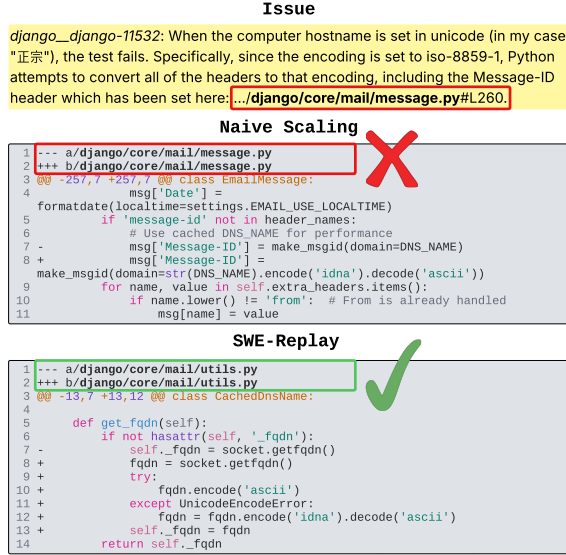 Issue
django__django-11532: When the computer hostname is set in unicode (in my case
"正宗"), the test fails. Specifically, since the encoding is set to iso-8859-1, Python
attempts to convert all of the headers to that encoding, including the Message-ID
header which has been set here: .../django/core/mail/message.py#L260.
Naive Scaling
1 --- a/django/core/mail/message.py
2 +++ b/django/core/mail/message.py
3 @@ -257,7 +257,7 @@ class EmailMessage:
4 msg['Date'] =
formatdate(localtime=settings.EMAIL_USE_LOCALTIME)
5 if 'message-id' not in header_names:
6 # Use cached DNS_NAME for performance
7 - msg['Message-ID'] = make_msgid(domain=DNS_NAME)
8 + msg['Message-ID'] =
make_msgid(domain=str(DNS_NAME).encode('idna').decode('ascii'))
9 for name, value in self.extra_headers.items():
10 if name.lower() != 'from': # From is already handled
11 msg[name] = value
SWE-Replay
1 --- a/django/core/mail/utils.py
2 +++ b/django/core/mail/utils.py
3 @@ -13,7 +13,12 @@ class CachedDnsName:
4
5 def get_fqdn(self):
6 if not hasattr(self, '_fqdn'):
7 - self._fqdn = socket.getfqdn()
8 + fqdn = socket.getfqdn()
9 + try:
10 + fqdn.encode('ascii')
11 + except UnicodeEncodeError:
12 + fqdn = fqdn.encode('idna').decode('ascii')
13 + self._fqdn = fqdn
14 return self._fqdn